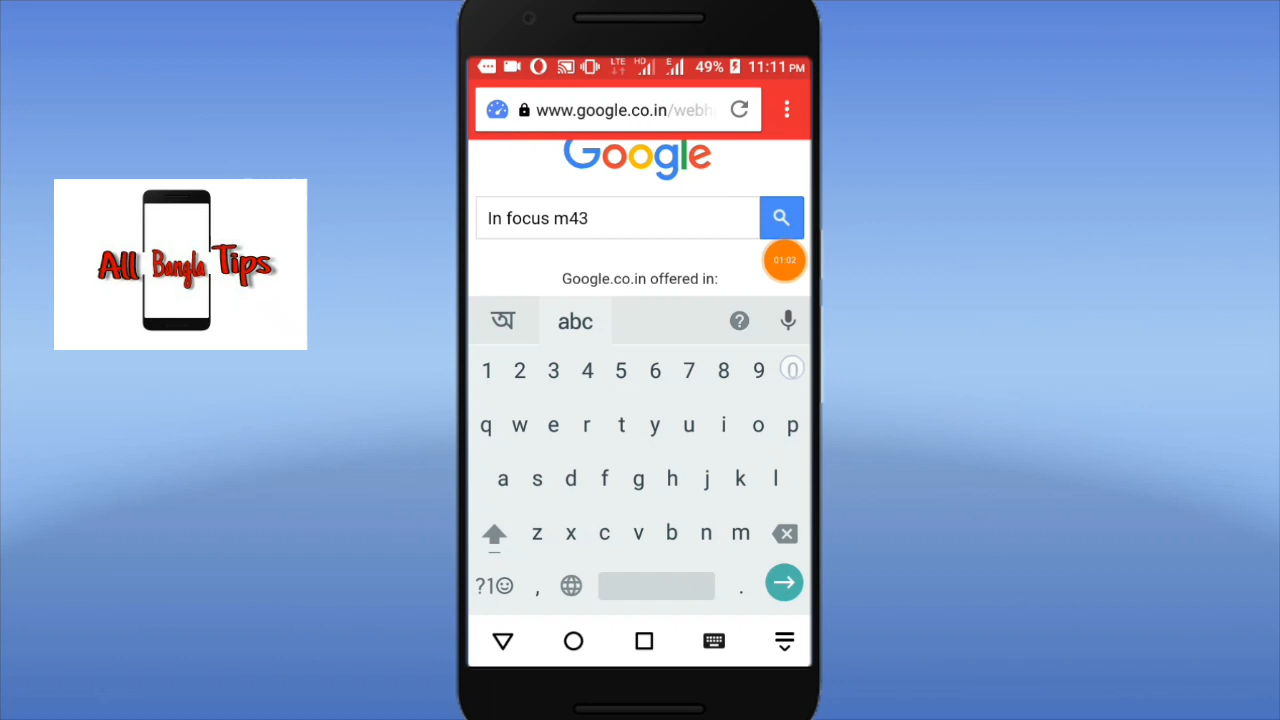 LTE HD E 49% 11:11 PM
www.google.co.in/webh
Google
In focus m43
All Bangla Tips
01:02
Google.co.in offered in:
অ abc
1 2 3 4 5 6 7 8 9 0
q w e r t y u i o p
a s d f g h j k l
z x c v b n m
?1☺ , .